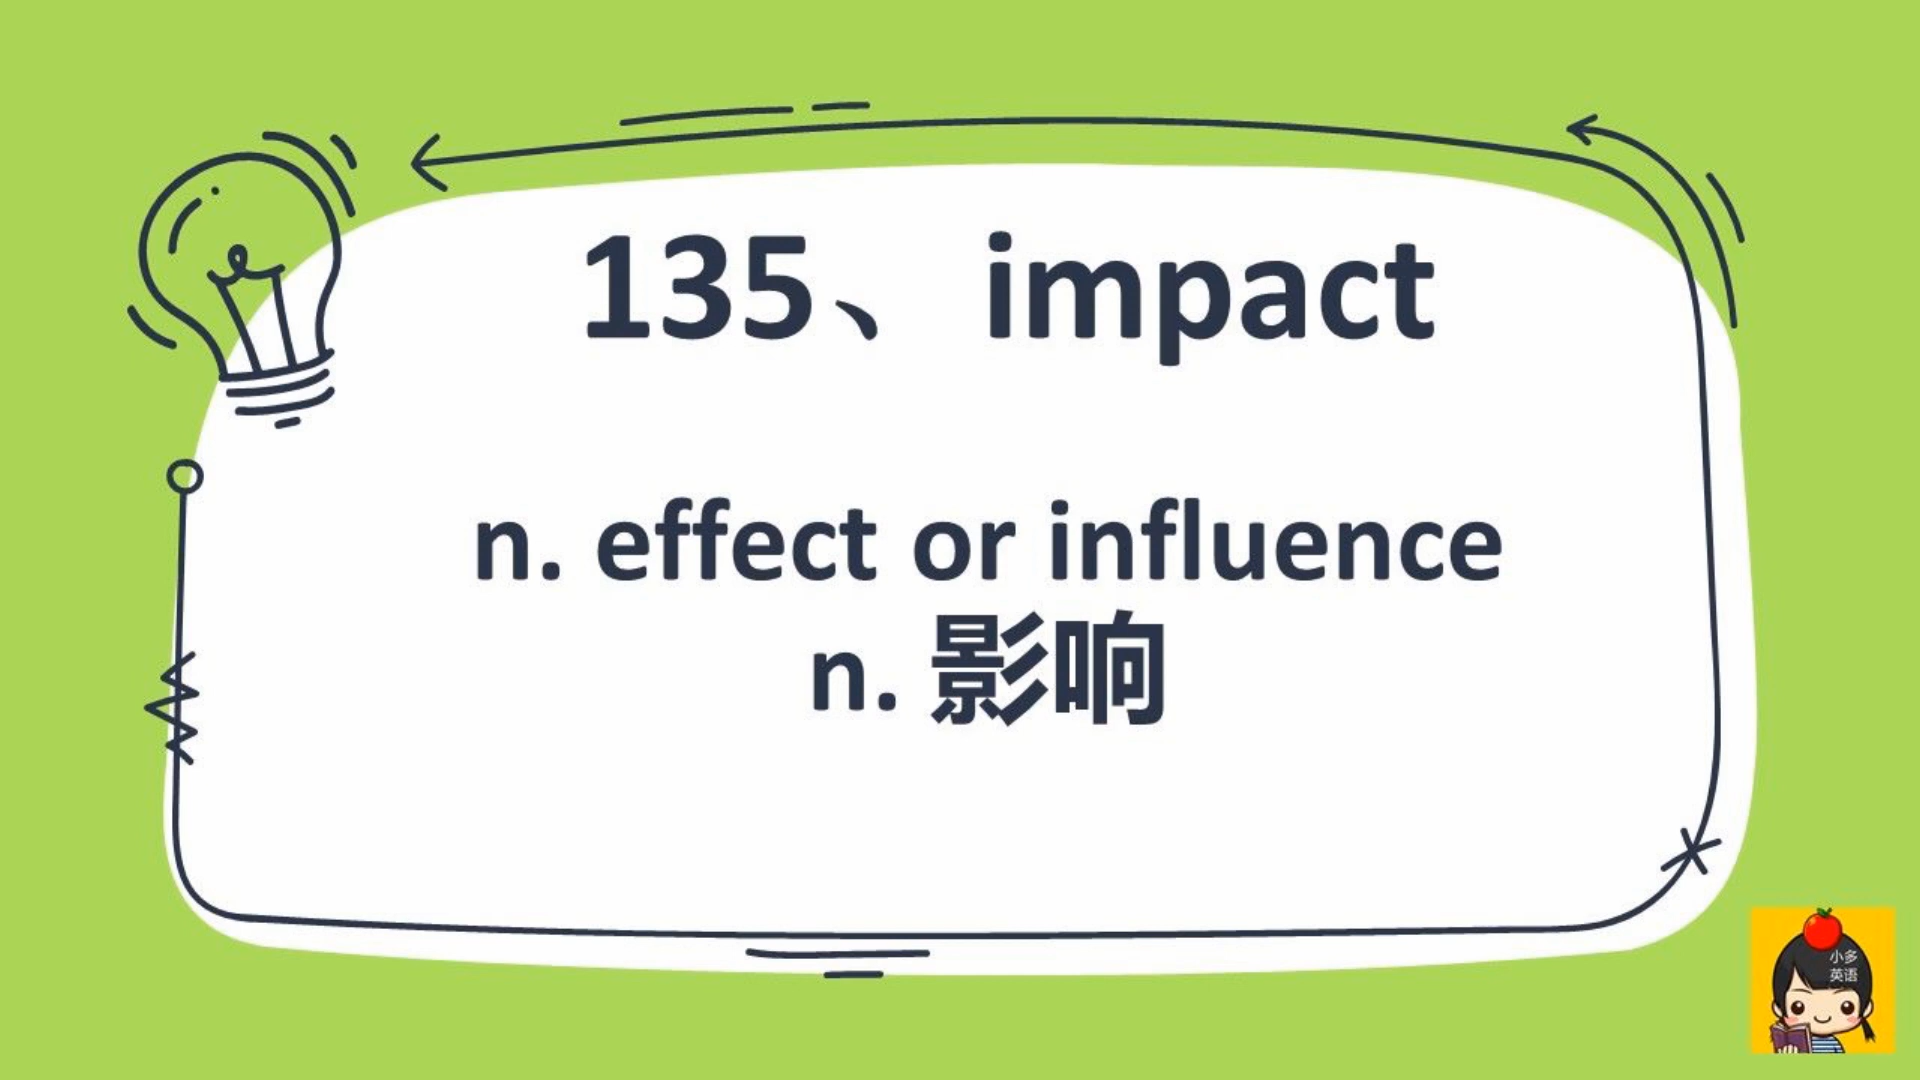 135、 impact
n. effect or influence
n. 影响
小多
英语